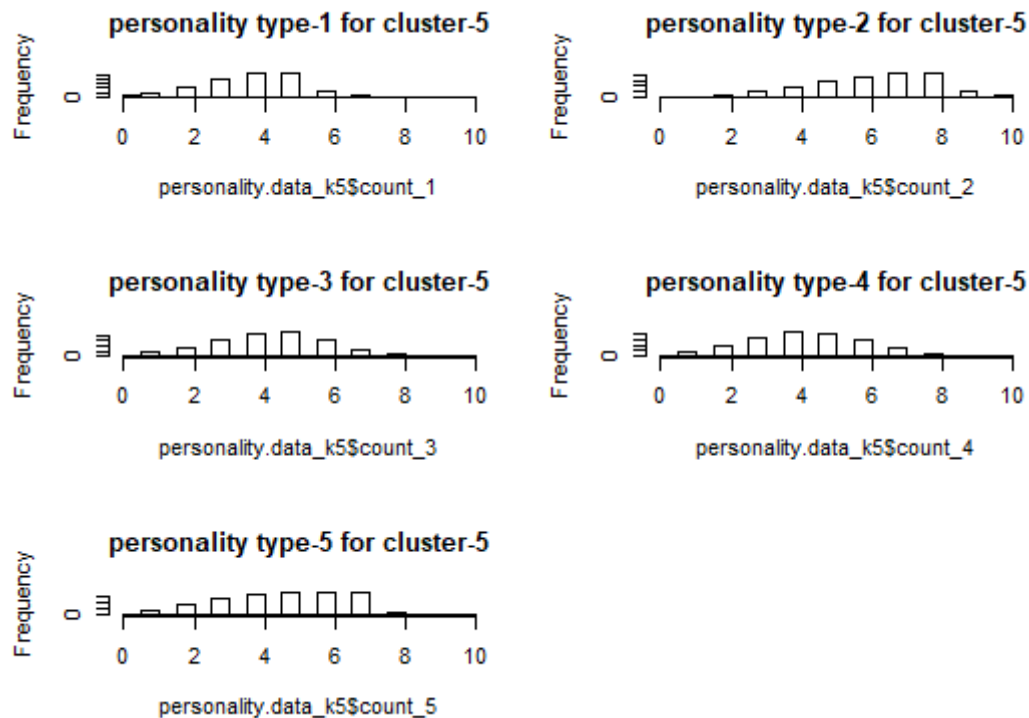 personality type-1 for cluster-5
Frequency
0
0 2 4 6 8 10
personality.data_k5$count_1
personality type-2 for cluster-5
Frequency
0
0 2 4 6 8 10
personality.data_k5$count_2
personality type-3 for cluster-5
Frequency
0
0 2 4 6 8 10
personality.data_k5$count_3
personality type-4 for cluster-5
Frequency
0
0 2 4 6 8 10
personality.data_k5$count_4
personality type-5 for cluster-5
Frequency
0
0 2 4 6 8 10
personality.data_k5$count_5